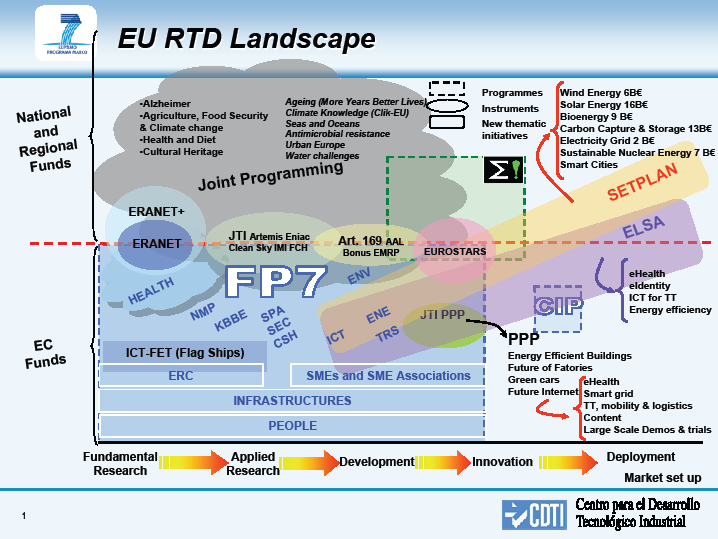 EU RTD Landscape
7
SÉPTIMO
PROGRAMA MARCO
National
and
Regional
Funds
•Alzheimer
•Agriculture, Food Security
& Climate change
•Health and Diet
•Cultural Heritage
Ageing (More Years Better Lives)
Climate Knowledge (Clik-EU)
Seas and Oceans
Antimicrobial resistance
Urban Europe
Water challenges
Joint Programming
Programmes
Instruments
New thematic
initiatives
Wind Energy 6B€
Solar Energy 16B€
Bioenergy 9 B€
Carbon Capture & Storage 13B€
Electricity Grid 2 B€
Sustainable Nuclear Energy 7 B€
Smart Cities
Σ!
SETPLAN
ELSA
ERANET+
ERANET
JTI Artemis Eniac
Clean Sky IMI FCH
Art. 169 AAL
Bonus EMRP
EUROSTARS
FP7
HEALTH
NMP
KBBE
SPA
SEC
CSH
ENV
ICT
ENE
TRS
JTI PPP
CIP
eHealth
eIdentity
ICT for TT
Energy efficiency
EC
Funds
ICT-FET (Flag Ships)
ERC
SMEs and SME Associations
INFRASTRUCTURES
PEOPLE
PPP
Energy Efficient Buildings
Future of Fatories
Green cars
Future Internet
eHealth
Smart grid
TT, mobility & logistics
Content
Large Scale Demos & trials
Fundamental
Research
Applied
Research
Development
Innovation
Deployment
Market set up
1
CDTI
Centro para el Desarrollo
Tecnológico Industrial